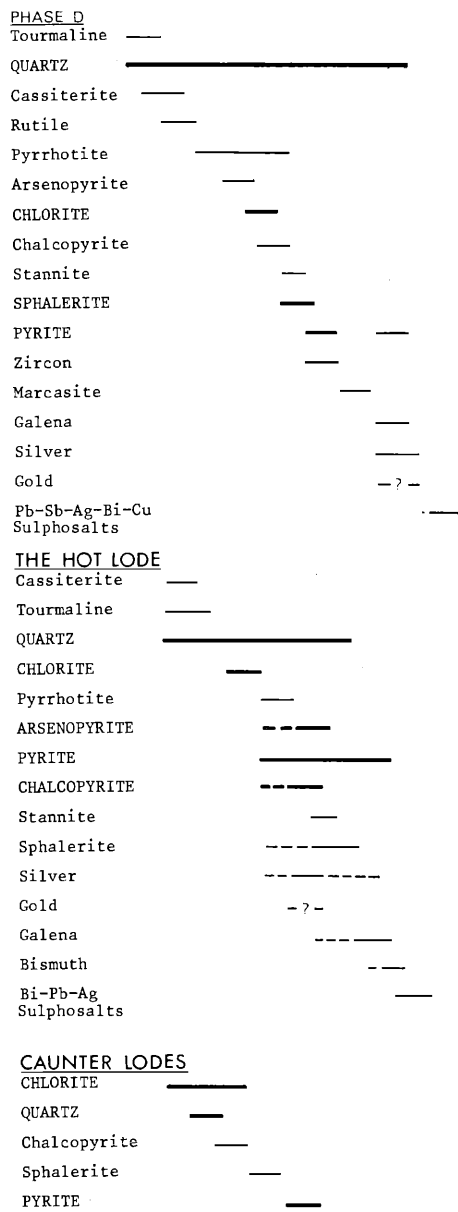 PHASE D
Tourmaline
QUARTZ
Cassiterite
Rutile
Pyrrhotite
Arsenopyrite
CHLORITE
Chalcopyrite
Stannite
SPHALERITE
PYRITE
Zircon
Marcasite
Galena
Silver
Gold – ? –
Pb-Sb-Ag-Bi-Cu
Sulphosalts
THE HOT LODE
Cassiterite
Tourmaline
QUARTZ
CHLORITE
Pyrrhotite
ARSENOPYRITE
PYRITE
CHALCOPYRITE
Stannite
Sphalerite
Silver
Gold – ? –
Galena
Bismuth
Bi-Pb-Ag
Sulphosalts
CAUNTER LODES
CHLORITE
QUARTZ
Chalcopyrite
Sphalerite
PYRITE